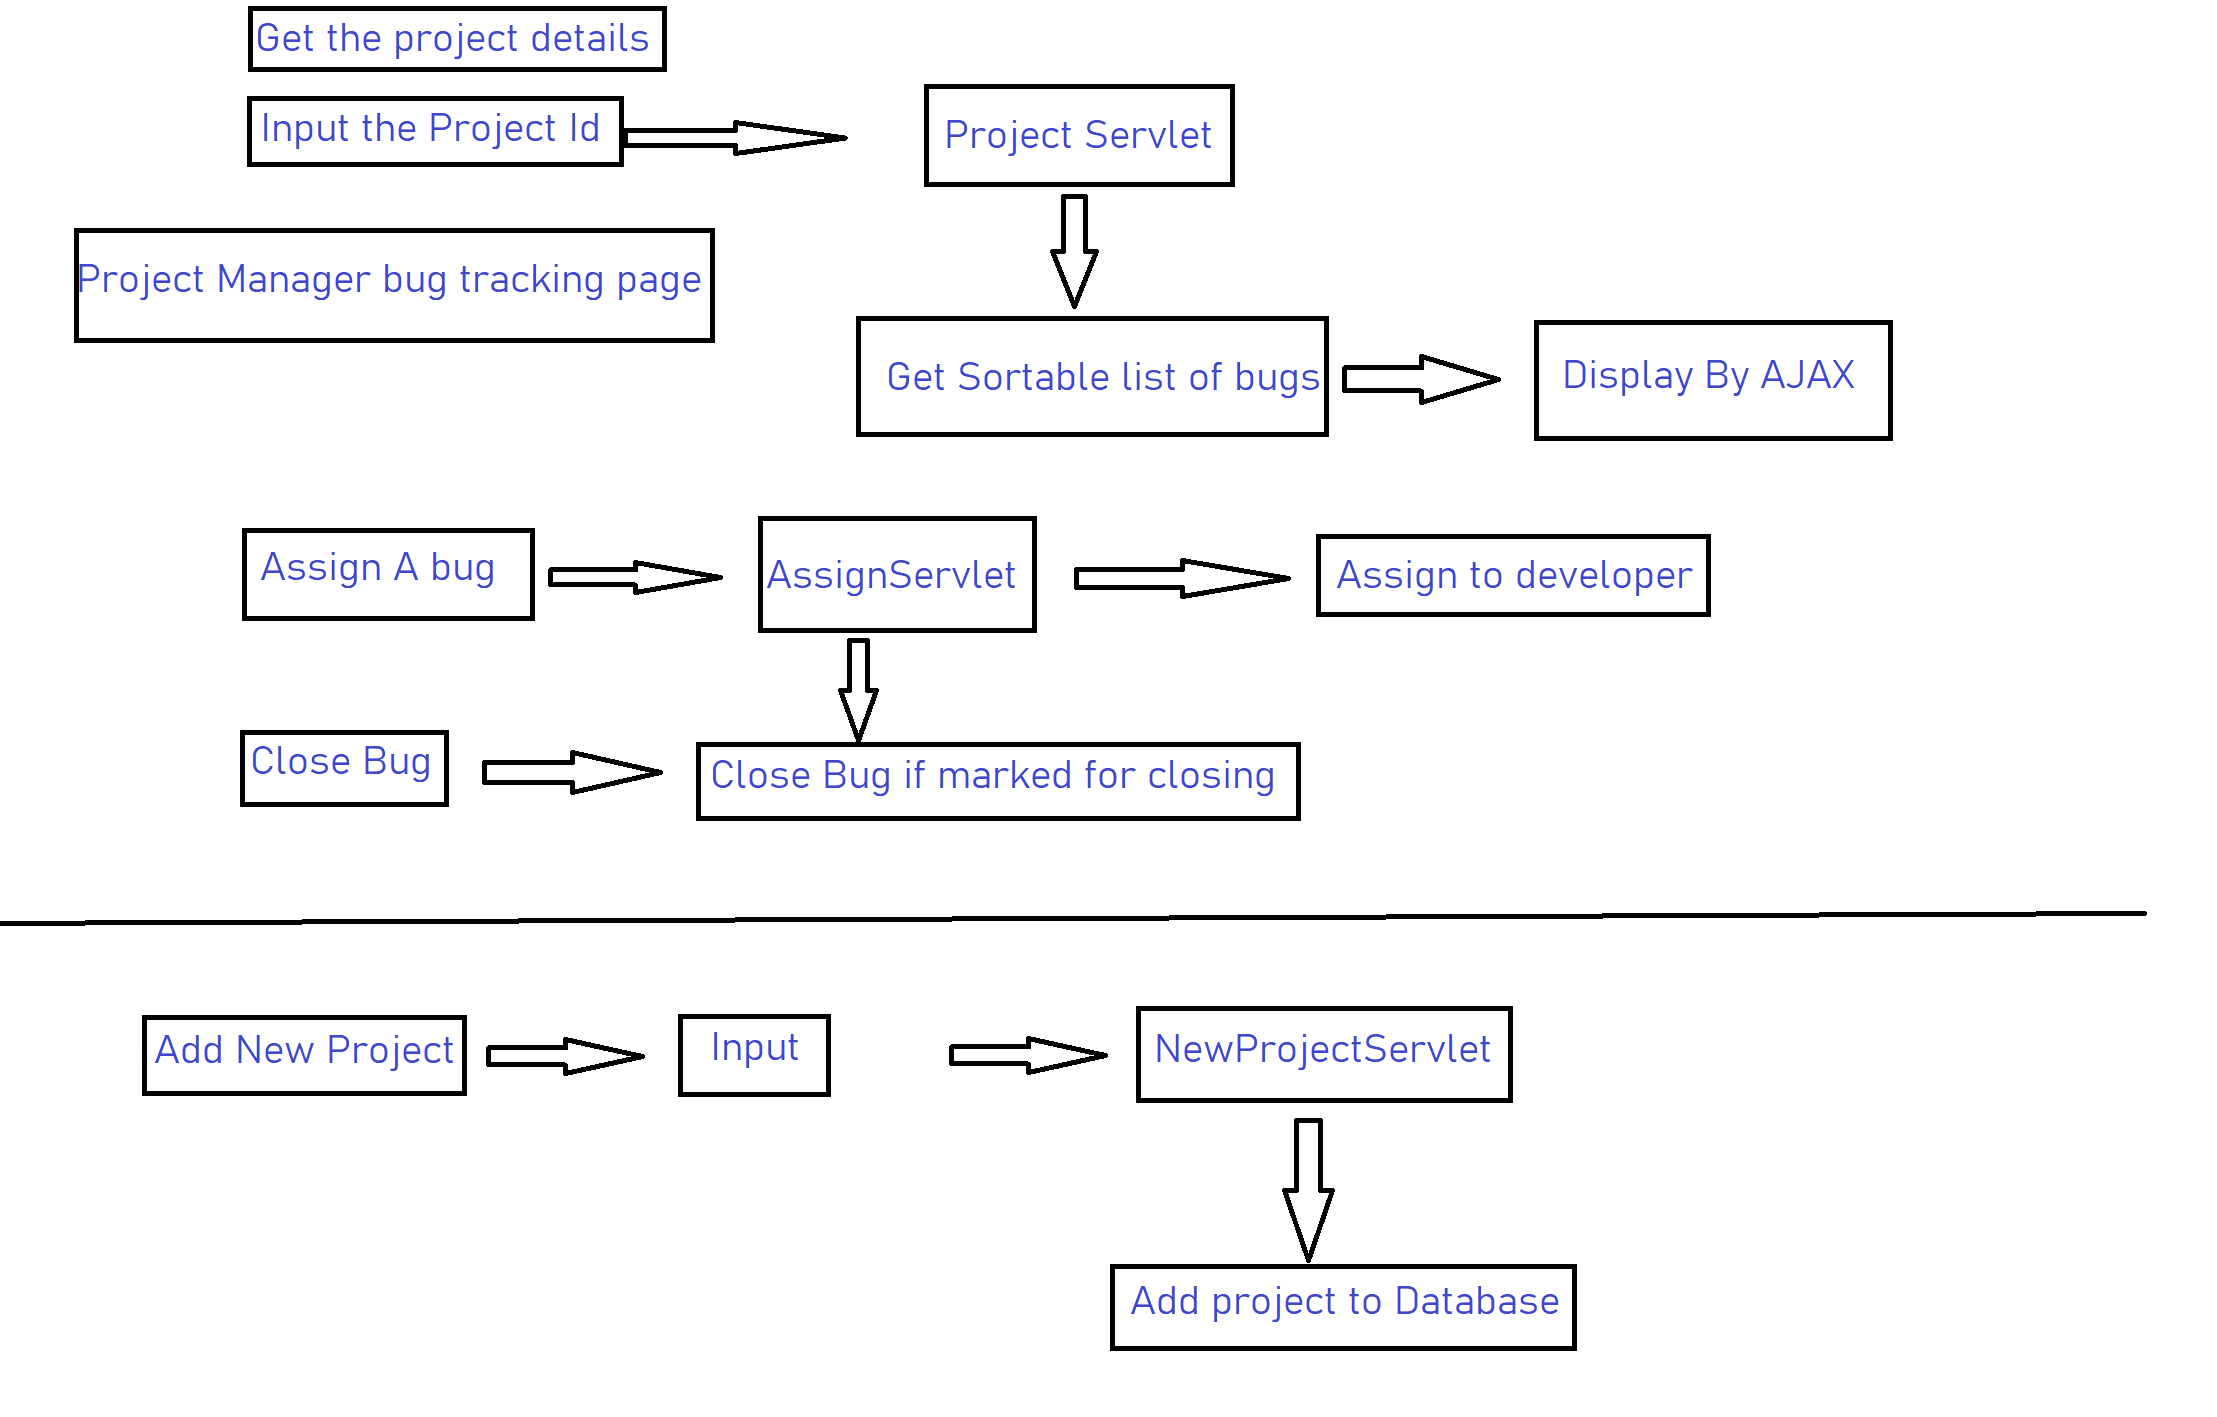 Get the project details
Input the Project Id
Project Servlet
Project Manager bug tracking page
Get Sortable list of bugs
Display By AJAX
Assign A bug
AssignServlet
Assign to developer
Close Bug
Close Bug if marked for closing
Add New Project
Input
NewProjectServlet
Add project to Database